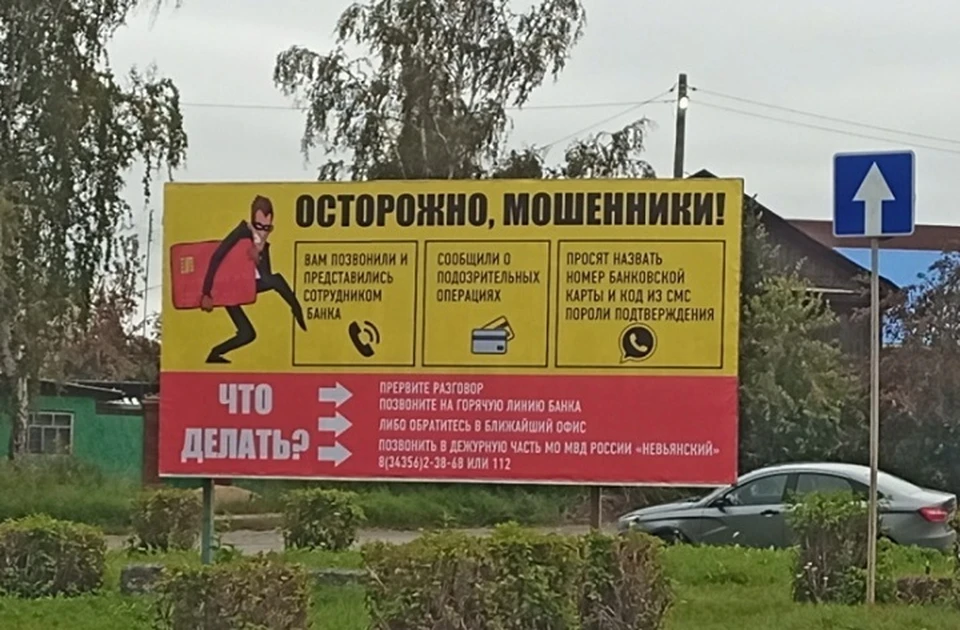 ОСТОРОЖНО, МОШЕННИКИ!
ВАМ ПОЗВОНИЛИ И
ПРЕДСТАВИЛИСЬ
СОТРУДНИКОМ
БАНКА
СООБЩИЛИ О
ПОДОЗРИТЕЛЬНЫХ
ОПЕРАЦИЯХ
ПРОСЯТ НАЗВАТЬ
НОМЕР БАНКОВСКОЙ
КАРТЫ И КОД ИЗ СМС
ПОРОЛИ ПОДТВЕРЖДЕНИЯ
ЧТО
ДЕЛАТЬ?
ПРЕРВИТЕ РАЗГОВОР
ПОЗВОНИТЕ НА ГОРЯЧУЮ ЛИНИЮ БАНКА
ЛИБО ОБРАТИТЕСЬ В БЛИЖАЙШИЙ ОФИС
ПОЗВОНИТЬ В ДЕЖУРНУЮ ЧАСТЬ МО МВД РОССИИ «НЕВЬЯНСКИЙ»
8(34356)2-38-68 ИЛИ 112